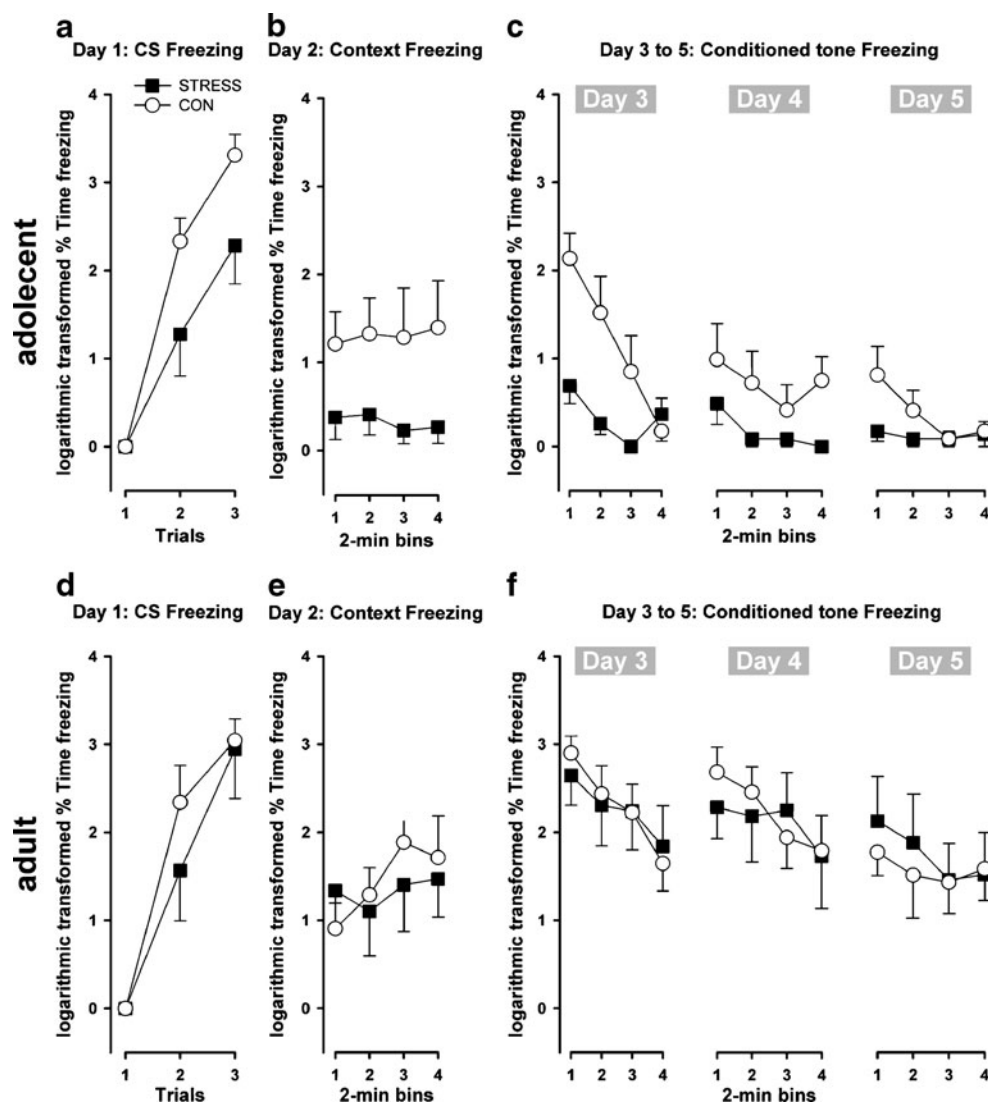 a
Day 1: CS Freezing
b
Day 2: Context Freezing
c
Day 3 to 5: Conditioned tone Freezing
STRESS
CON
Day 3
Day 4
Day 5
adolecent
logarithmic transformed % Time freezing
4
3
2
1
0
1 2 3
Trials
logarithmic transformed % Time freezing
4
3
2
1
0
1 2 3 4
2-min bins
logarithmic transformed % Time freezing
4
3
2
1
0
1 2 3 4
1 2 3 4
1 2 3 4
2-min bins
d
Day 1: CS Freezing
e
Day 2: Context Freezing
f
Day 3 to 5: Conditioned tone Freezing
Day 3
Day 4
Day 5
adult
logarithmic transformed % Time freezing
4
3
2
1
0
1 2 3
Trials
logarithmic transformed % Time freezing
4
3
2
1
0
1 2 3 4
2-min bins
logarithmic transformed % Time freezing
4
3
2
1
0
1 2 3 4
1 2 3 4
1 2 3 4
2-min bins